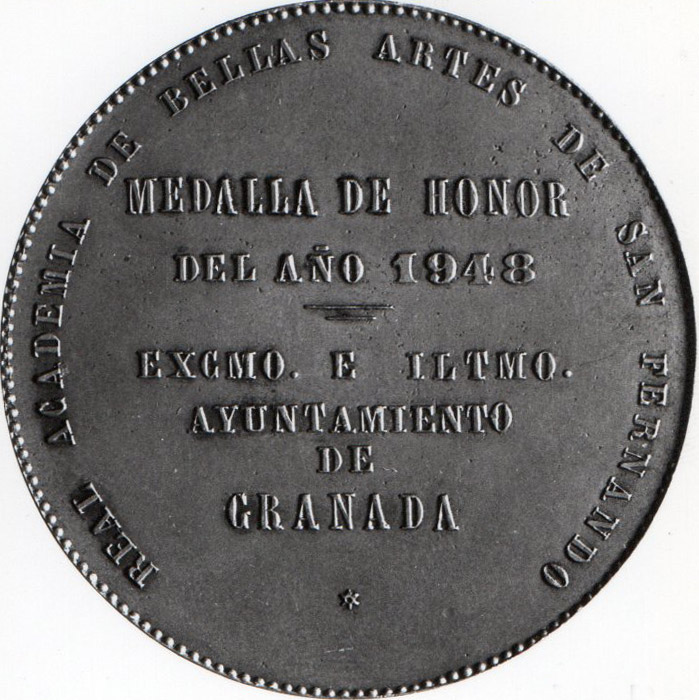 REAL ACADEMIA DE BELLAS ARTES DE SAN FERNANDO
MEDALLA DE HONOR
DEL AÑO 1948
EXCMO. E ILTMO.
AYUNTAMIENTO
DE
GRANADA